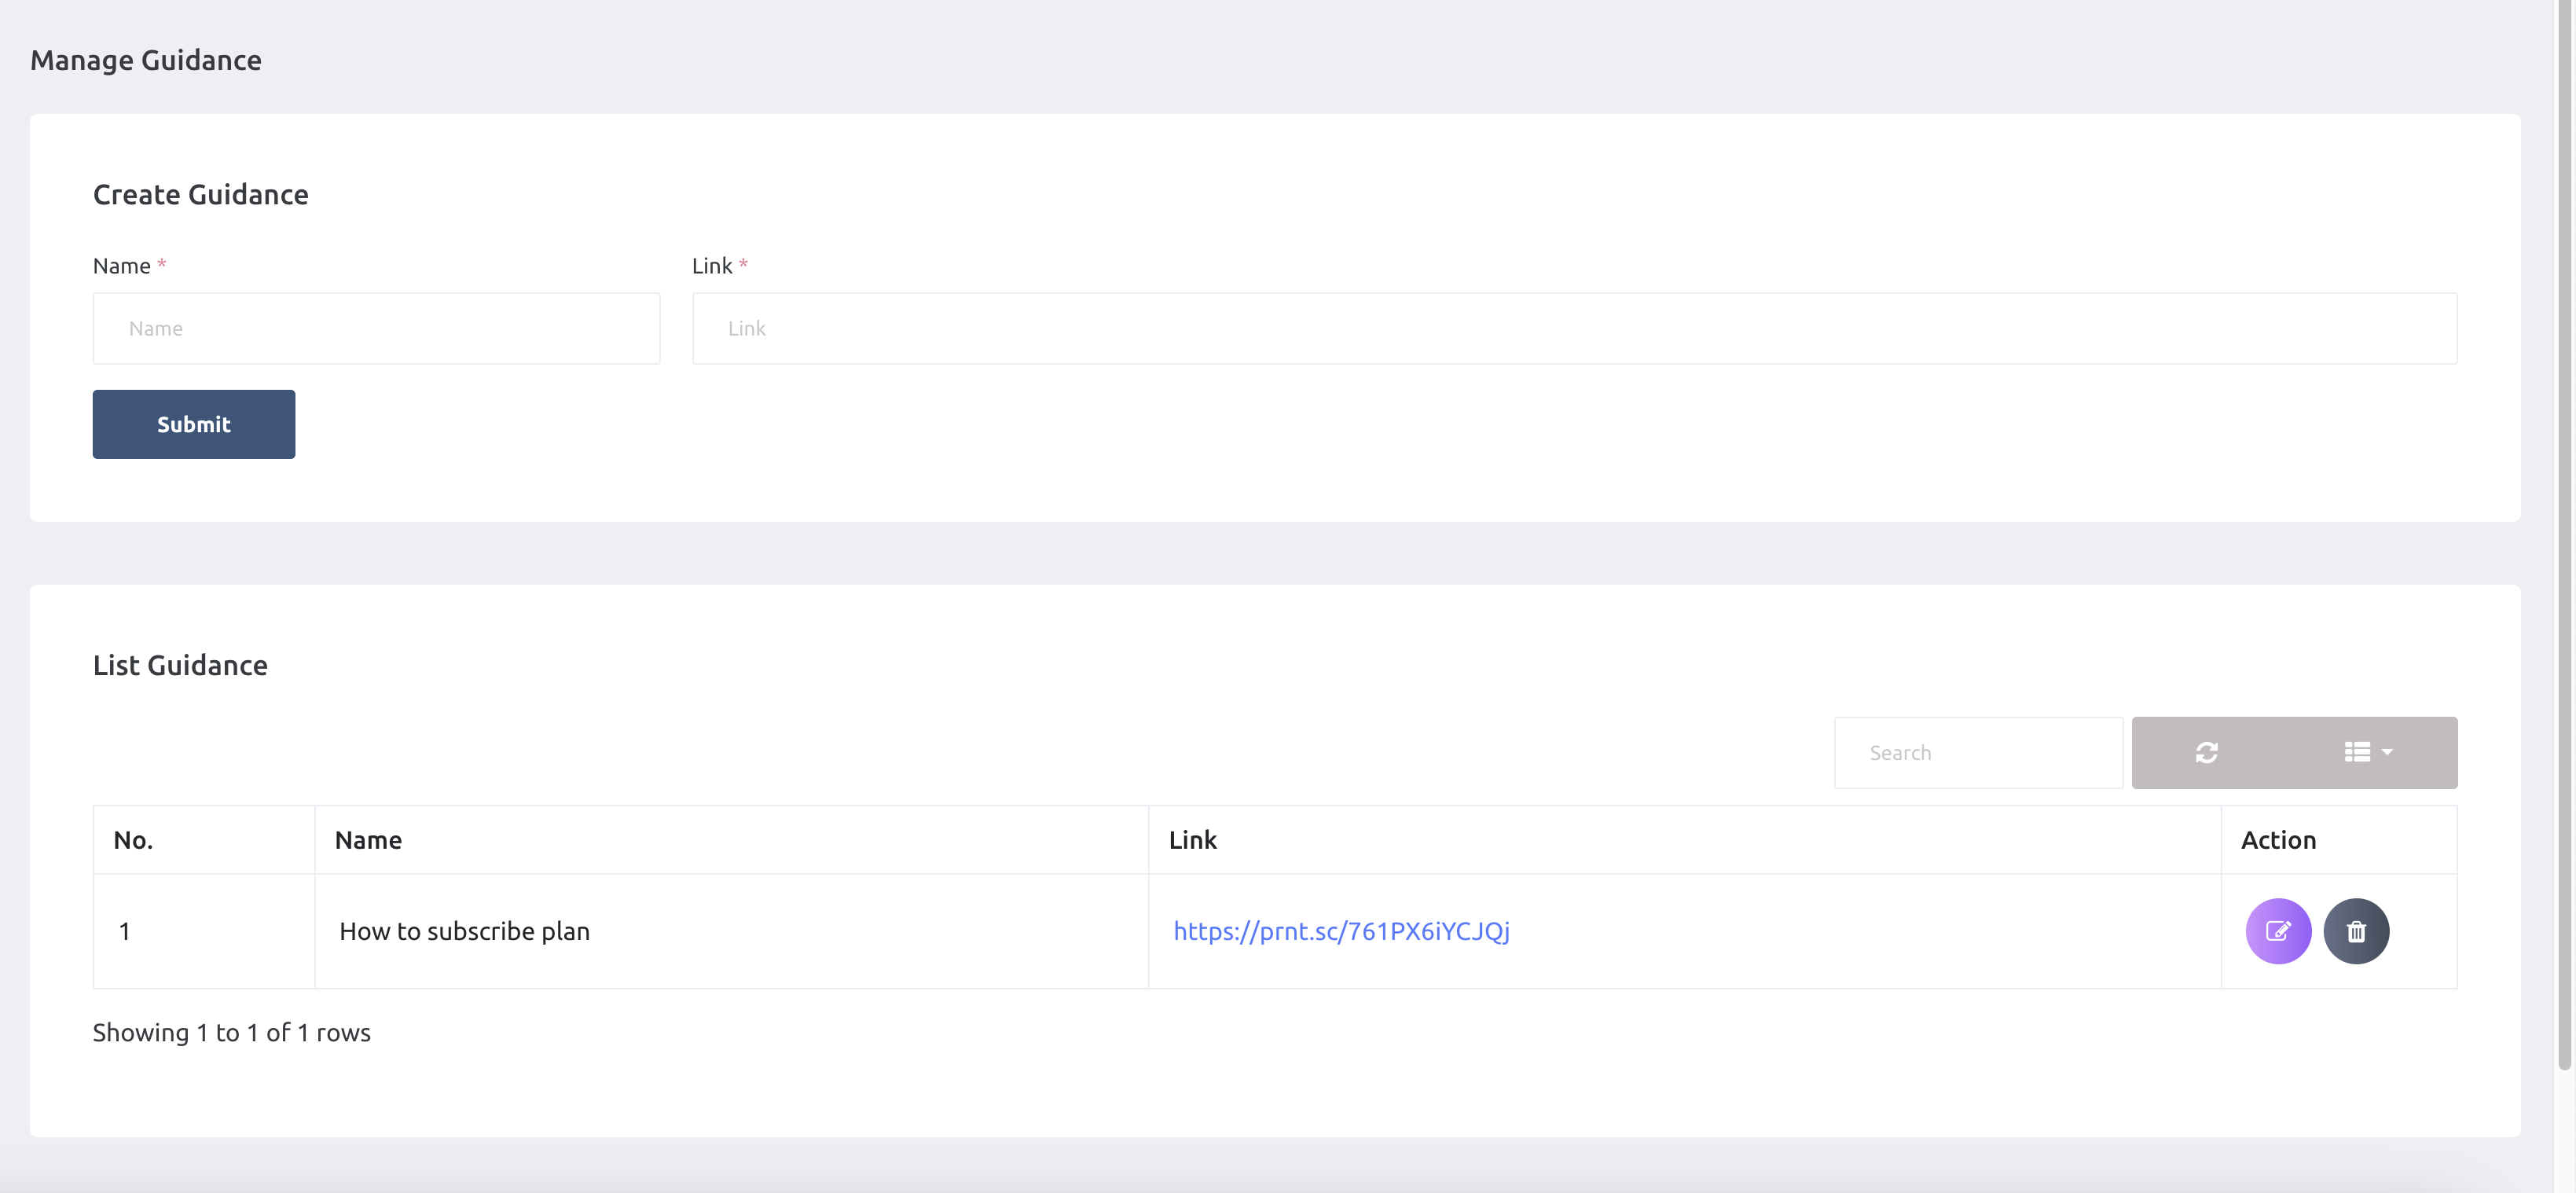 Manage Guidance
Create Guidance
Name * Link *
Name Link
Submit
List Guidance
Search
No. Name Link Action
1 How to subscribe plan https://prnt.sc/761PX6iYCJQj
Showing 1 to 1 of 1 rows